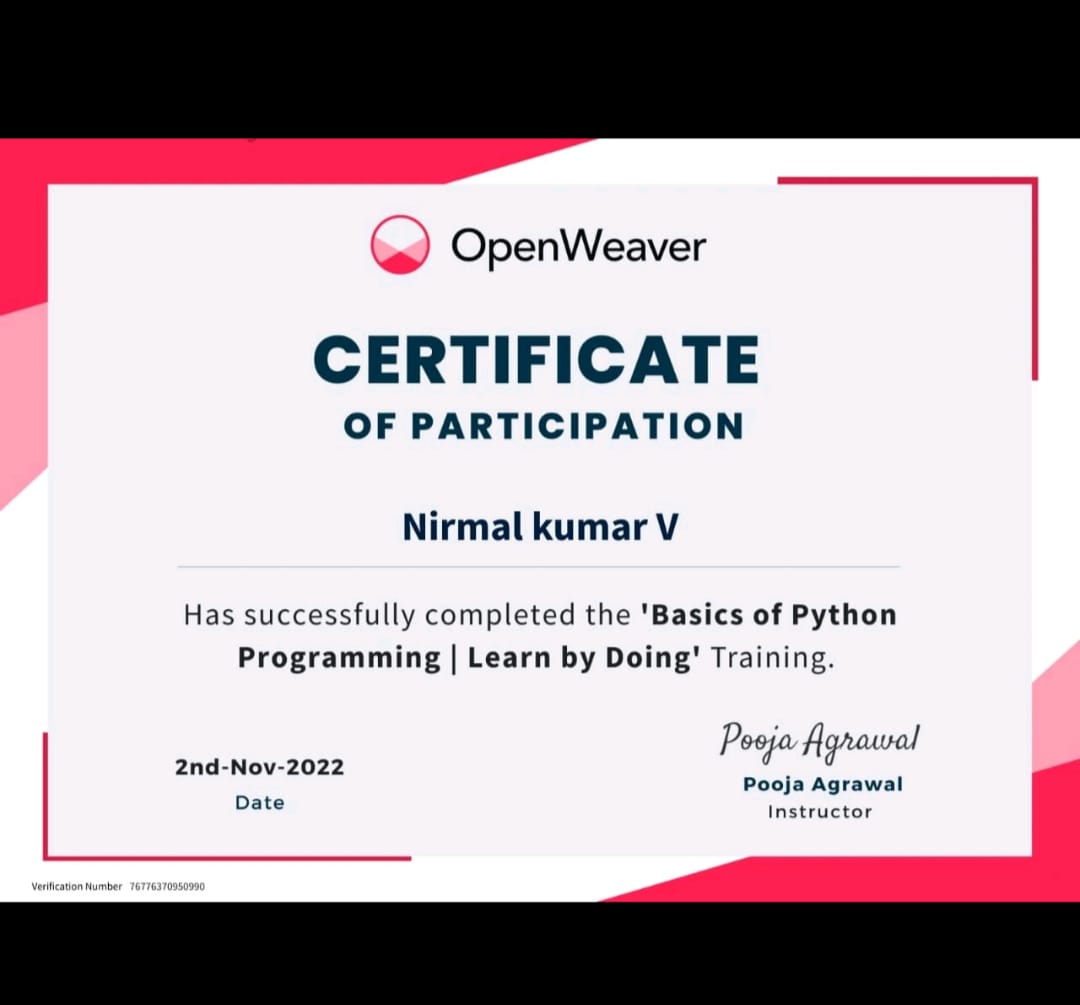 OpenWeaver
CERTIFICATE
OF PARTICIPATION
Nirmal kumar V
Has successfully completed the 'Basics of Python
Programming | Learn by Doing' Training.
Pooja Agrawal
2nd-Nov-2022
Date
Pooja Agrawal
Instructor
Verification Number 76776370950990